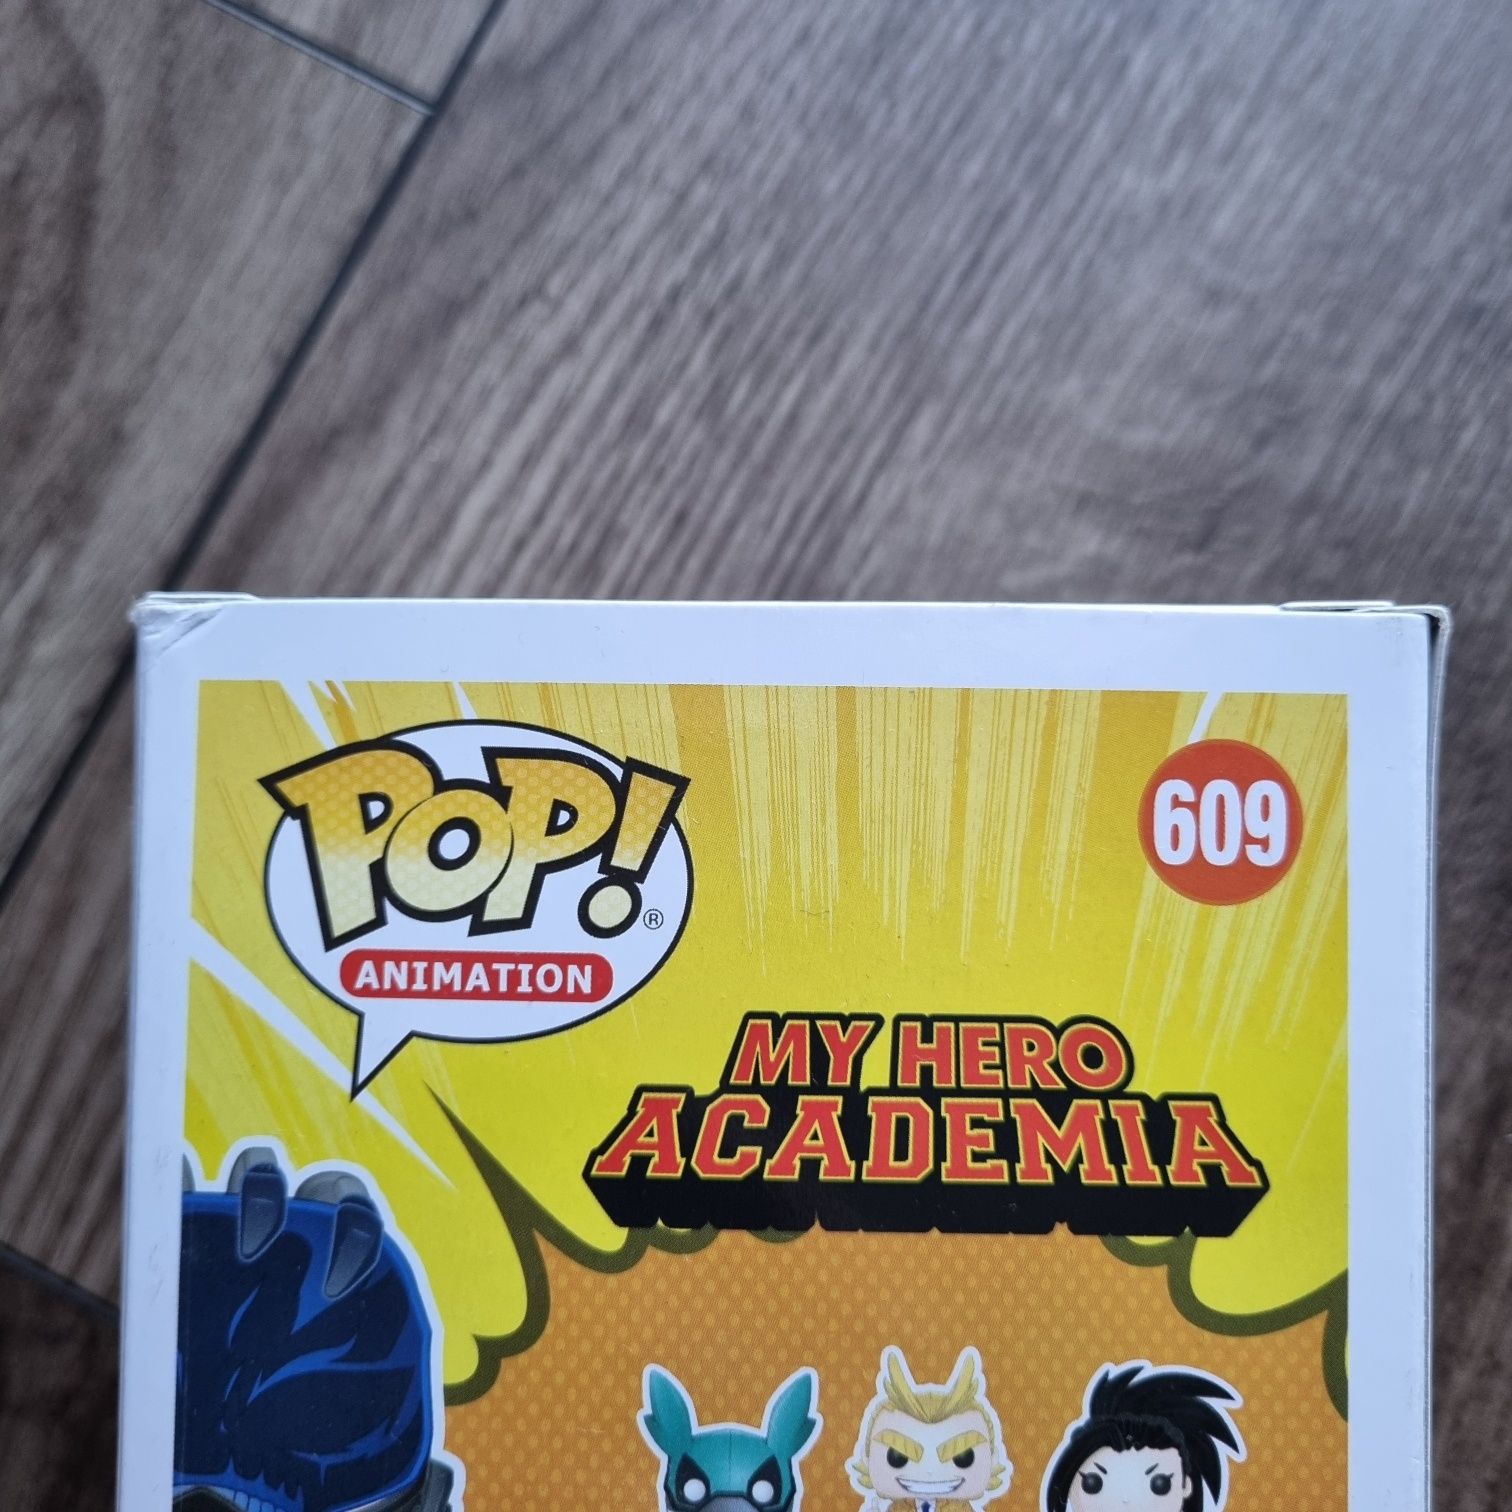 POP!®
ANIMATION
609
MY HERO
ACADEMIA